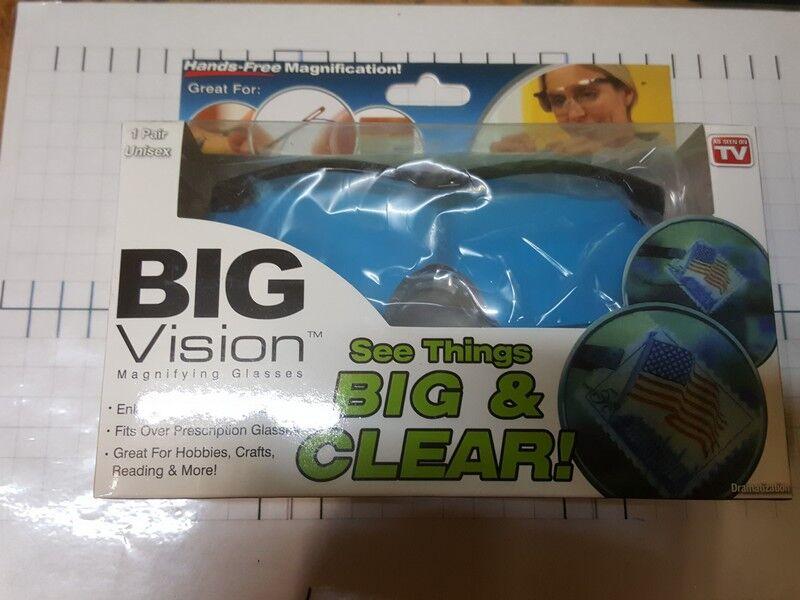 Hands-Free Magnification!
Great For:
1 Pair
Unisex
AS SEEN ON
TV
BIG
Vision™
Magnifying Glasses
• Fits Over Prescription
• Great For Hobbies, Crafts,
Reading & More!
See Things
BIG &
CLEAR!
Dramatization